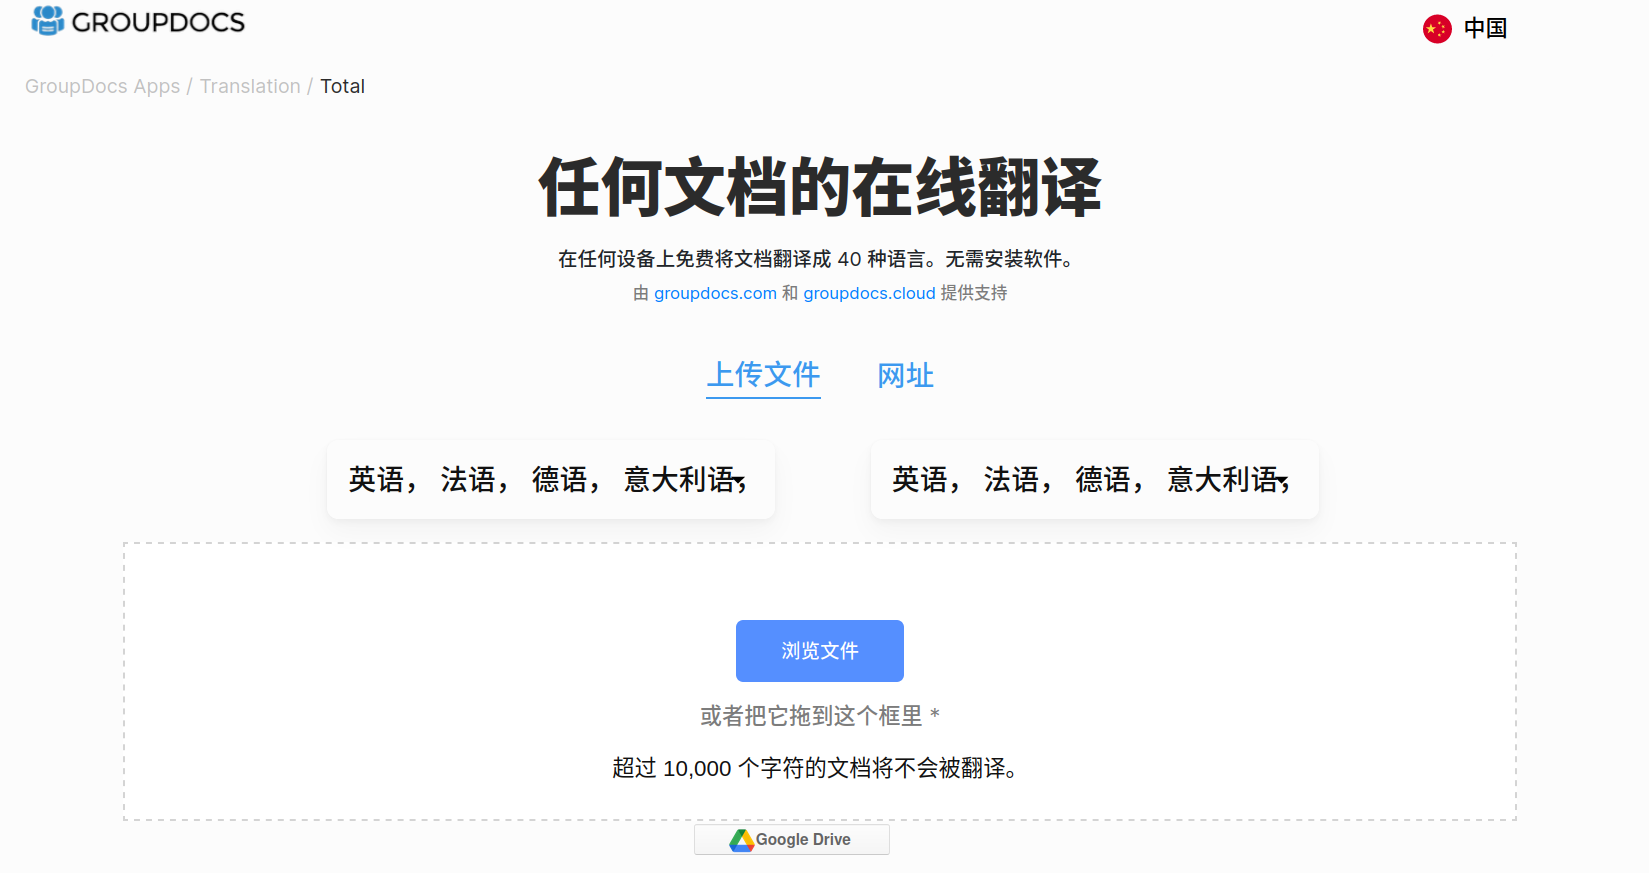 GROUPDOCS
中国
GroupDocs Apps / Translation / Total
任何文档的在线翻译
在任何设备上免费将文档翻译成 40 种语言。无需安装软件。
由 groupdocs.com 和 groupdocs.cloud 提供支持
上传文件 网址
英语， 法语， 德语， 意大利语， 英语， 法语， 德语， 意大利语，
浏览文件
或者把它拖到这个框里 *
超过 10,000 个字符的文档将不会被翻译。
Google Drive